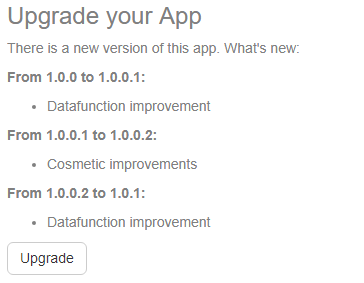 Upgrade your App
There is a new version of this app. What's new:
From 1.0.0 to 1.0.0.1:
• Datafunction improvement
From 1.0.0.1 to 1.0.0.2:
• Cosmetic improvements
From 1.0.0.2 to 1.0.1:
• Datafunction improvement
Upgrade